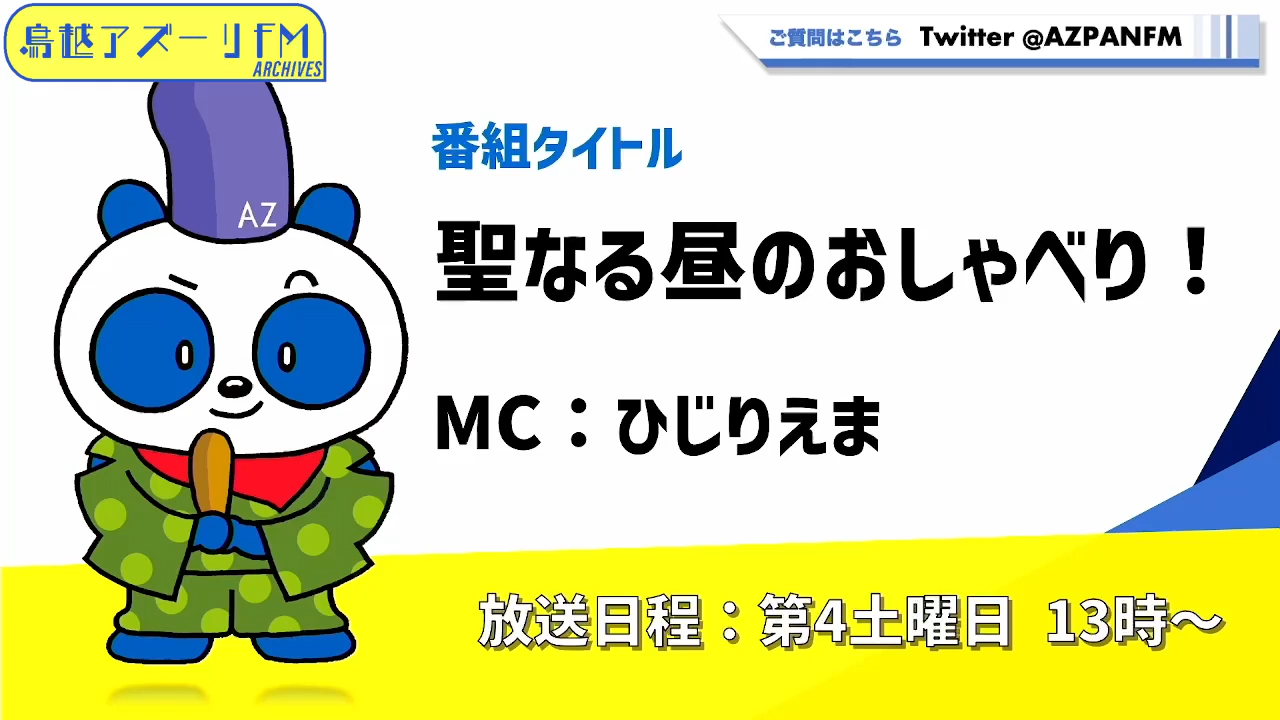 鳥越アズーリFM
ARCHIVES
ご質問はこちら Twitter @AZPANFM
AZ
番組タイトル
聖なる昼のおしゃべり！
MC：ひじりえま
放送日程：第4土曜日 13時～